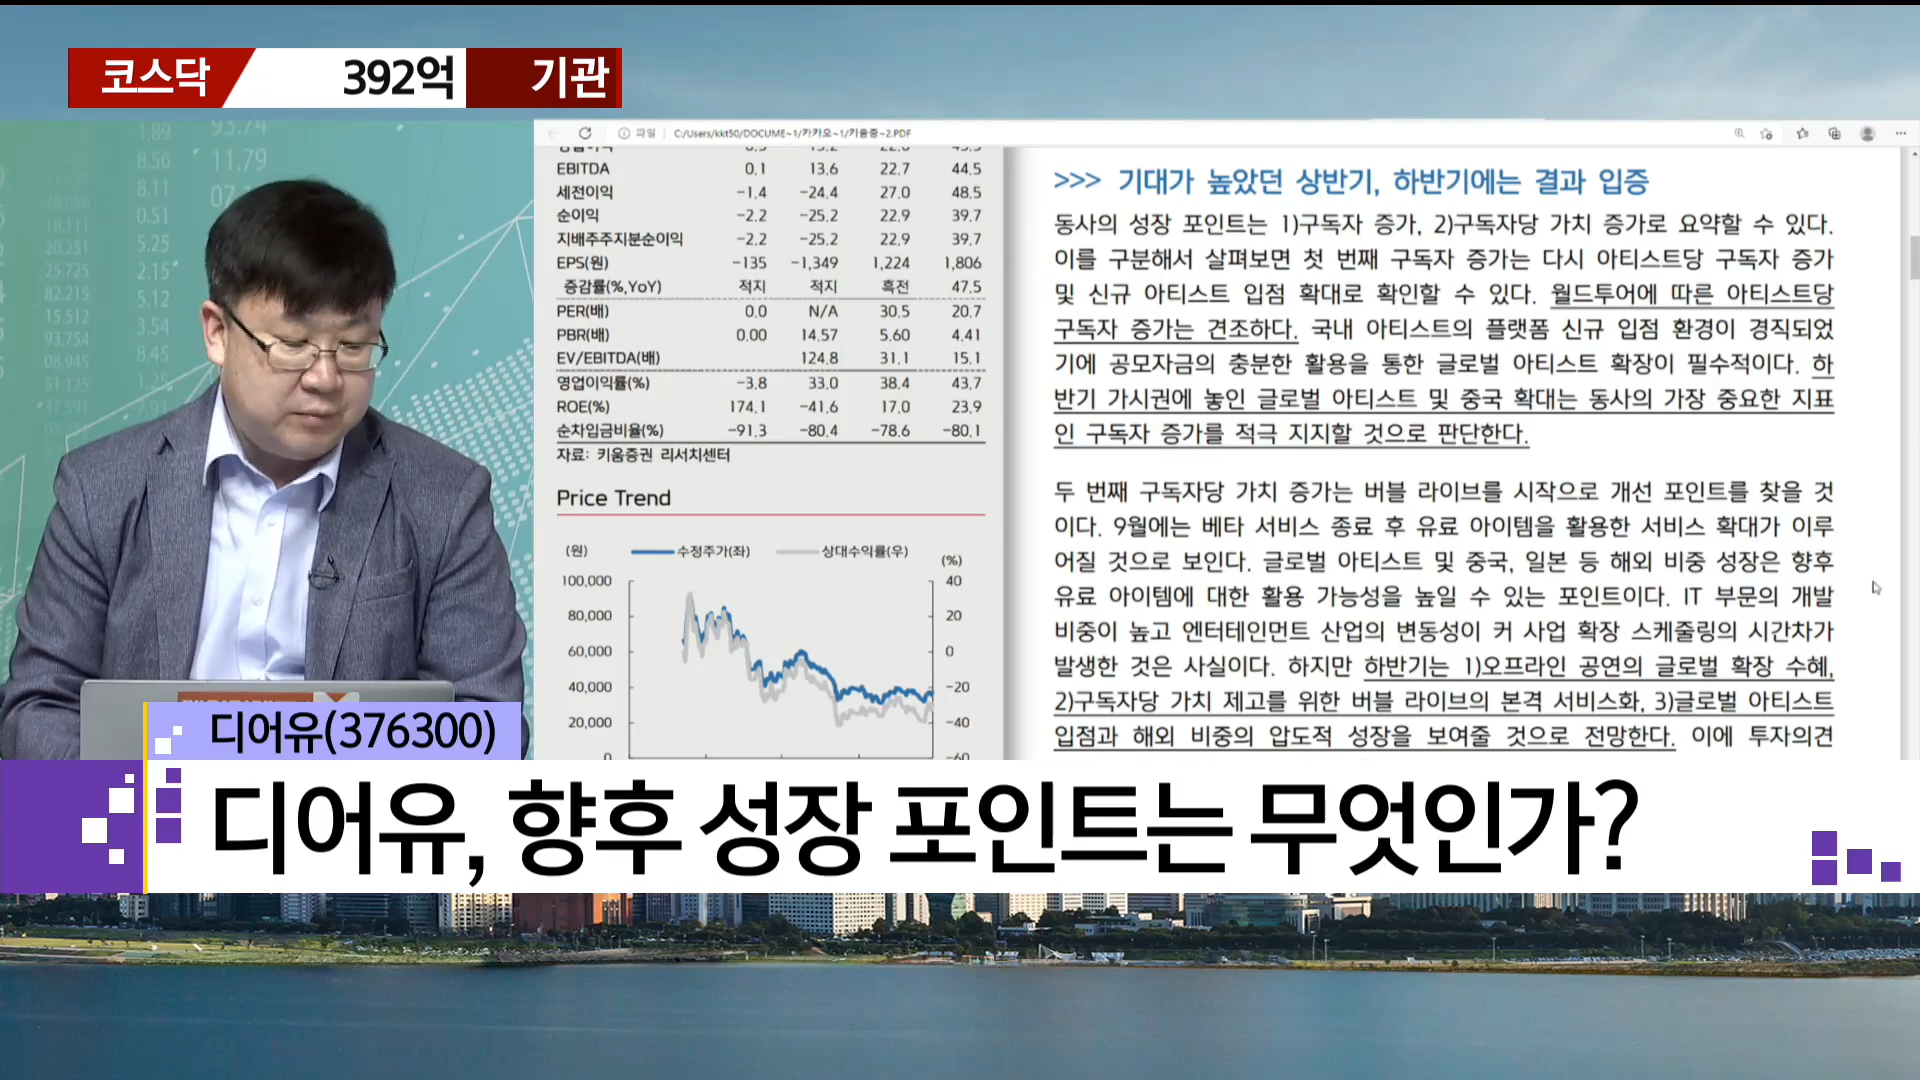 코스닥 392억 기관
파일 C:/Users/kkt50/DOCUME~1/카카오~1/키움증~2.PDF
EBITDA 0.1 13.6 22.7 44.5
세전이익 -1.4 -24.4 27.0 48.5
순이익 -2.2 -25.2 22.9 39.7
지배주주지분순이익 -2.2 -25.2 22.9 39.7
EPS(원) -135 -1,349 1,224 1,806
증감률(%,YoY) 적지 적지 흑전 47.5
PER(배) 0.0 N/A 30.5 20.7
PBR(배) 0.00 14.57 5.60 4.41
EV/EBITDA(배) 124.8 31.1 15.1
영업이익률(%) -3.8 33.0 38.4 43.7
ROE(%) 174.1 -41.6 17.0 23.9
순차입금비율(%) -91.3 -80.4 -78.6 -80.1
자료: 키움증권 리서치센터
Price Trend
(원) 수정주가(좌) 상대수익률(우) (%)
100,000 40
80,000 20
60,000 0
40,000 -20
20,000 -40
0 -60
>>> 기대가 높았던 상반기, 하반기에는 결과 입증
동사의 성장 포인트는 1)구독자 증가, 2)구독자당 가치 증가로 요약할 수 있다.
이를 구분해서 살펴보면 첫 번째 구독자 증가는 다시 아티스트당 구독자 증가
및 신규 아티스트 입점 확대로 확인할 수 있다. 월드투어에 따른 아티스트당
구독자 증가는 견조하다. 국내 아티스트의 플랫폼 신규 입점 환경이 경직되었
기에 공모자금의 충분한 활용을 통한 글로벌 아티스트 확장이 필수적이다. 하
반기 가시권에 놓인 글로벌 아티스트 및 중국 확대는 동사의 가장 중요한 지표
인 구독자 증가를 적극 지지할 것으로 판단한다.
두 번째 구독자당 가치 증가는 버블 라이브를 시작으로 개선 포인트를 찾을 것
이다. 9월에는 베타 서비스 종료 후 유료 아이템을 활용한 서비스 확대가 이루
어질 것으로 보인다. 글로벌 아티스트 및 중국, 일본 등 해외 비중 성장은 향후
유료 아이템에 대한 활용 가능성을 높일 수 있는 포인트이다. IT 부문의 개발
비중이 높고 엔터테인먼트 산업의 변동성이 커 사업 확장 스케줄링의 시간차가
발생한 것은 사실이다. 하지만 하반기는 1)오프라인 공연의 글로벌 확장 수혜,
2)구독자당 가치 제고를 위한 버블 라이브의 본격 서비스화, 3)글로벌 아티스트
입점과 해외 비중의 압도적 성장을 보여줄 것으로 전망한다. 이에 투자의견
디어유(376300)
디어유, 향후 성장 포인트는 무엇인가?